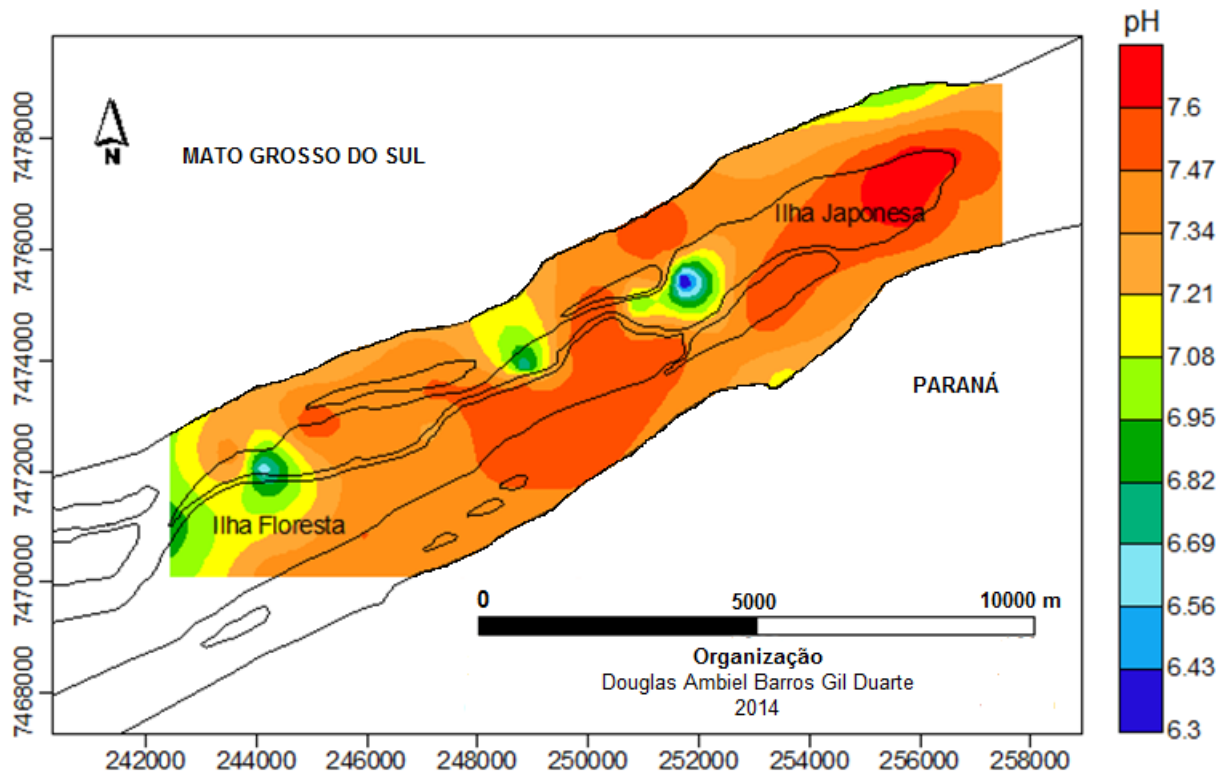 pH
7.6
7.47
7.34
7.21
7.08
6.95
6.82
6.69
6.56
6.43
6.3
N
MATO GROSSO DO SUL
Ilha Japonesa
PARANÁ
Ilha Floresta
0 5000 10000 m
Organização
Douglas Ambiel Barros Gil Duarte
2014
7478000
7476000
7474000
7472000
7470000
7468000
242000 244000 246000 248000 250000 252000 254000 256000 258000